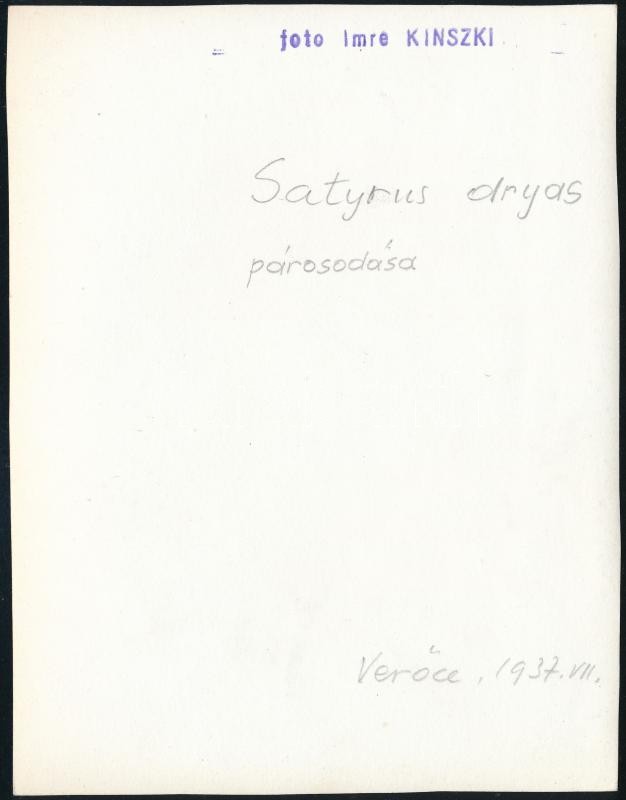 foto Imre KINSZKI
Satyrus dryas
párosodása
Verőce, 1937.VII.